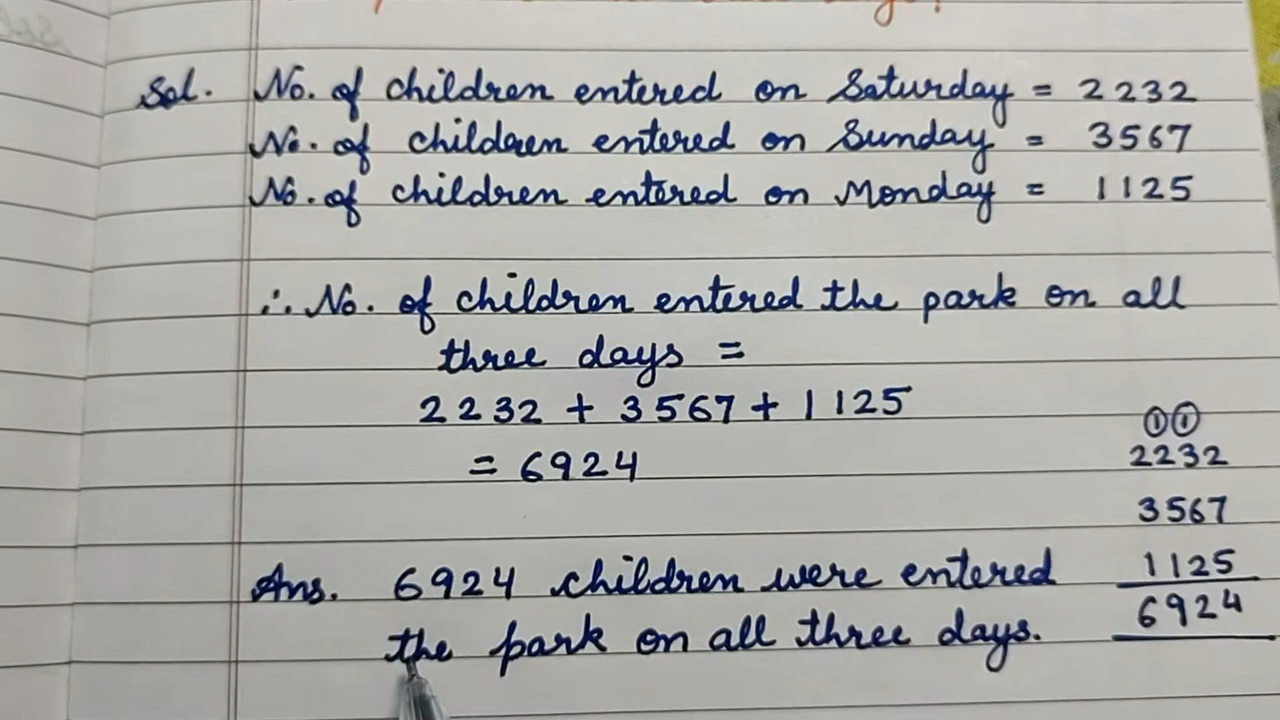 Sol. No. of children entered on Saturday = 2232
No. of children entered on Sunday = 3567
No. of children entered on Monday = 1125
∴ No. of children entered the park on all
three days =
2232 + 3567 + 1125
= 6924
1 1
2232
3567
1125
6924
Ans. 6924 children were entered
the park on all three days.